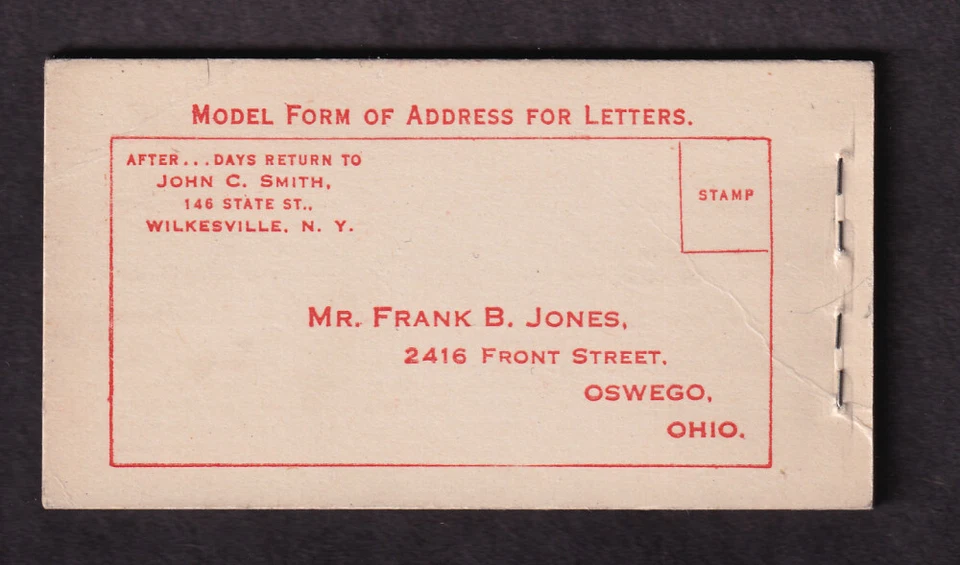 MODEL FORM OF ADDRESS FOR LETTERS.
AFTER...DAYS RETURN TO
JOHN C. SMITH,
146 STATE ST.,
WILKESVILLE, N. Y.
STAMP
MR. FRANK B. JONES,
2416 FRONT STREET,
OSWEGO,
OHIO.